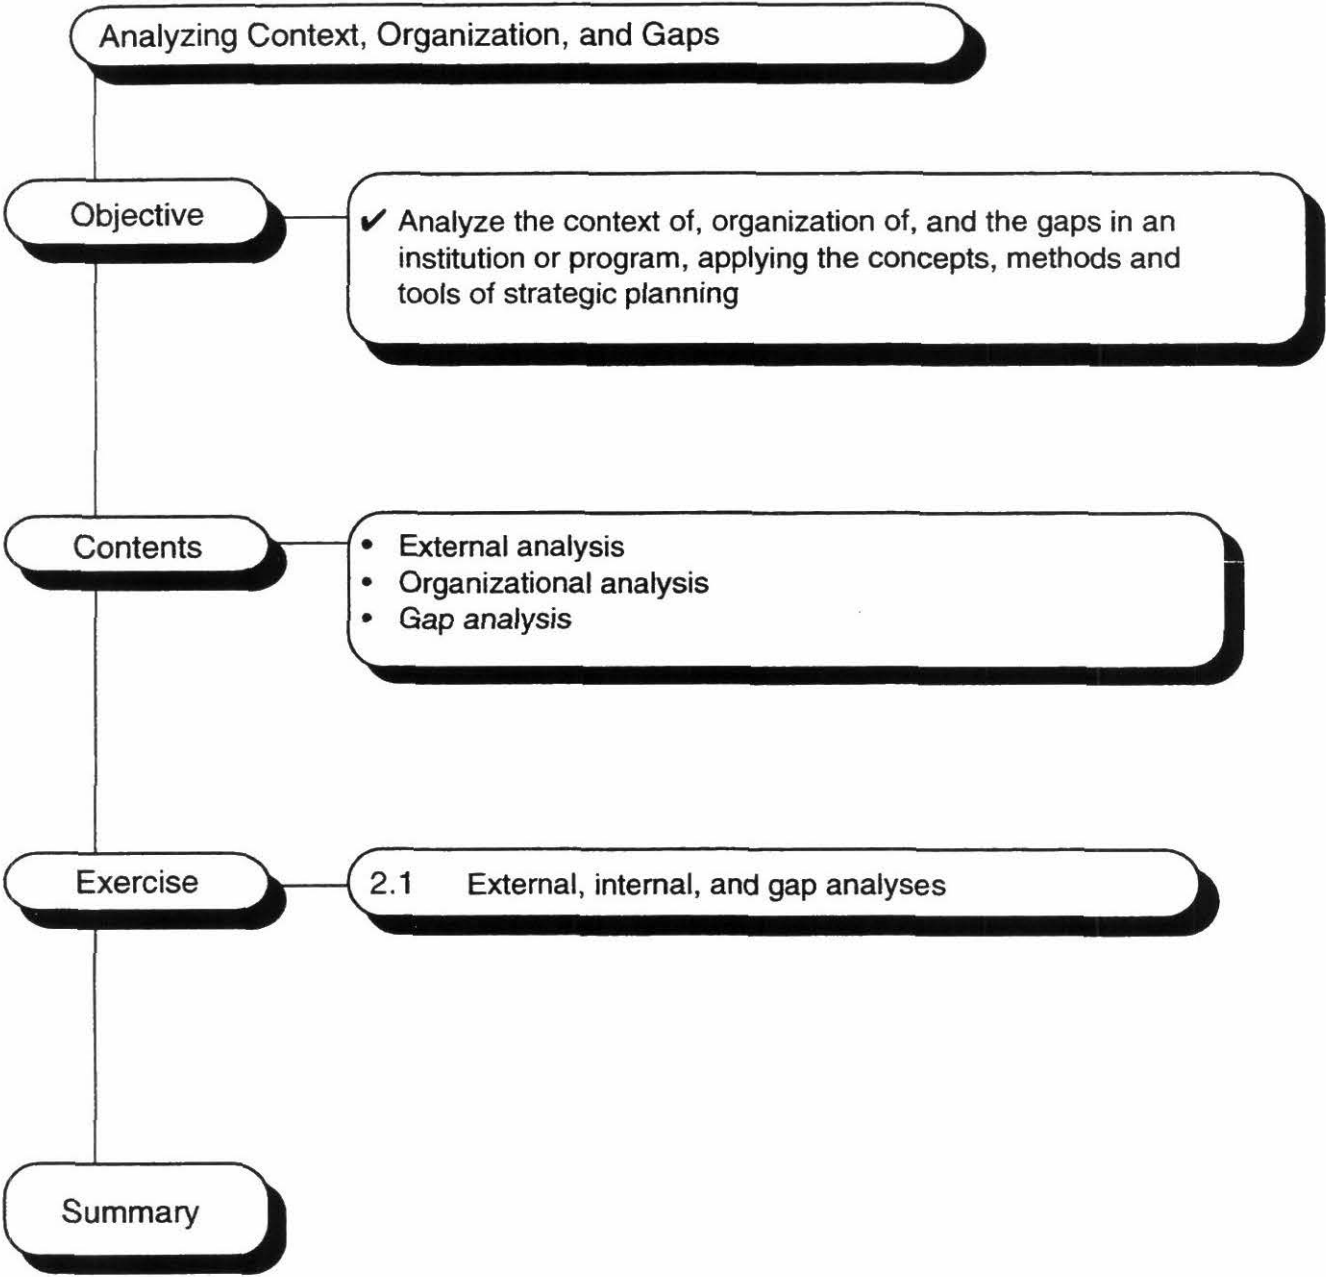 Analyzing Context, Organization, and Gaps
Objective
✔ Analyze the context of, organization of, and the gaps in an
institution or program, applying the concepts, methods and
tools of strategic planning
Contents
• External analysis
• Organizational analysis
• Gap analysis
Exercise
2.1 External, internal, and gap analyses
Summary